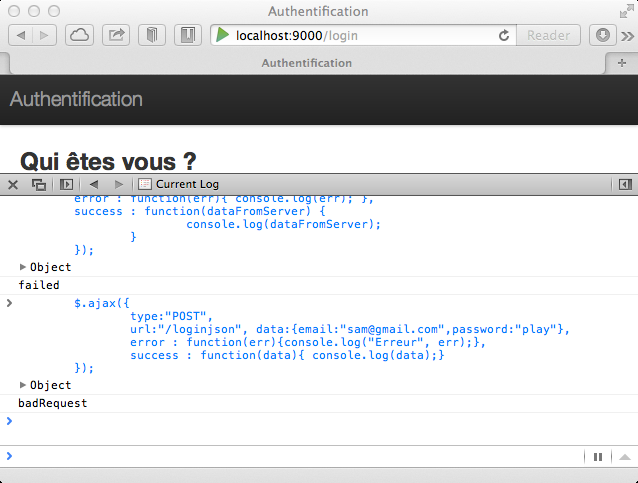 Authentification
localhost:9000/login
Reader
Authentification
Authentification
Qui êtes vous ?
Current Log
error : function(err){ console.log(err); },
success : function(dataFromServer) {
console.log(dataFromServer);
}
});
Object
failed
$.ajax({
type:"POST",
url:"/loginjson", data:{email:"sam@gmail.com",password:"play"},
error : function(err){console.log("Erreur", err);},
success : function(data){ console.log(data);}
});
Object
badRequest